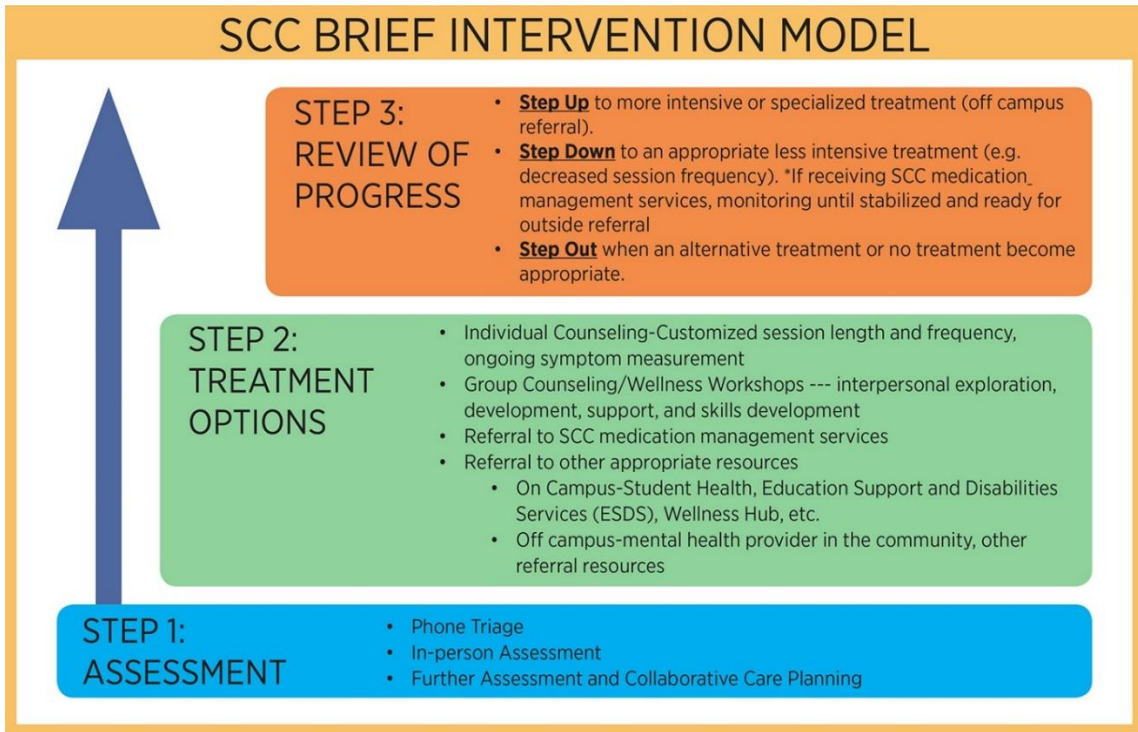 SCC BRIEF INTERVENTION MODEL
STEP 3:
REVIEW OF
PROGRESS
• Step Up to more intensive or specialized treatment (off campus
referral).
• Step Down to an appropriate less intensive treatment (e.g.
decreased session frequency). *If receiving SCC medication
management services, monitoring until stabilized and ready for
outside referral
• Step Out when an alternative treatment or no treatment become
appropriate.
STEP 2:
TREATMENT
OPTIONS
• Individual Counseling-Customized session length and frequency,
ongoing symptom measurement
• Group Counseling/Wellness Workshops --- interpersonal exploration,
development, support, and skills development
• Referral to SCC medication management services
• Referral to other appropriate resources
• On Campus-Student Health, Education Support and Disabilities
Services (ESDS), Wellness Hub, etc.
• Off campus-mental health provider in the community, other
referral resources
STEP 1:
ASSESSMENT
• Phone Triage
• In-person Assessment
• Further Assessment and Collaborative Care Planning